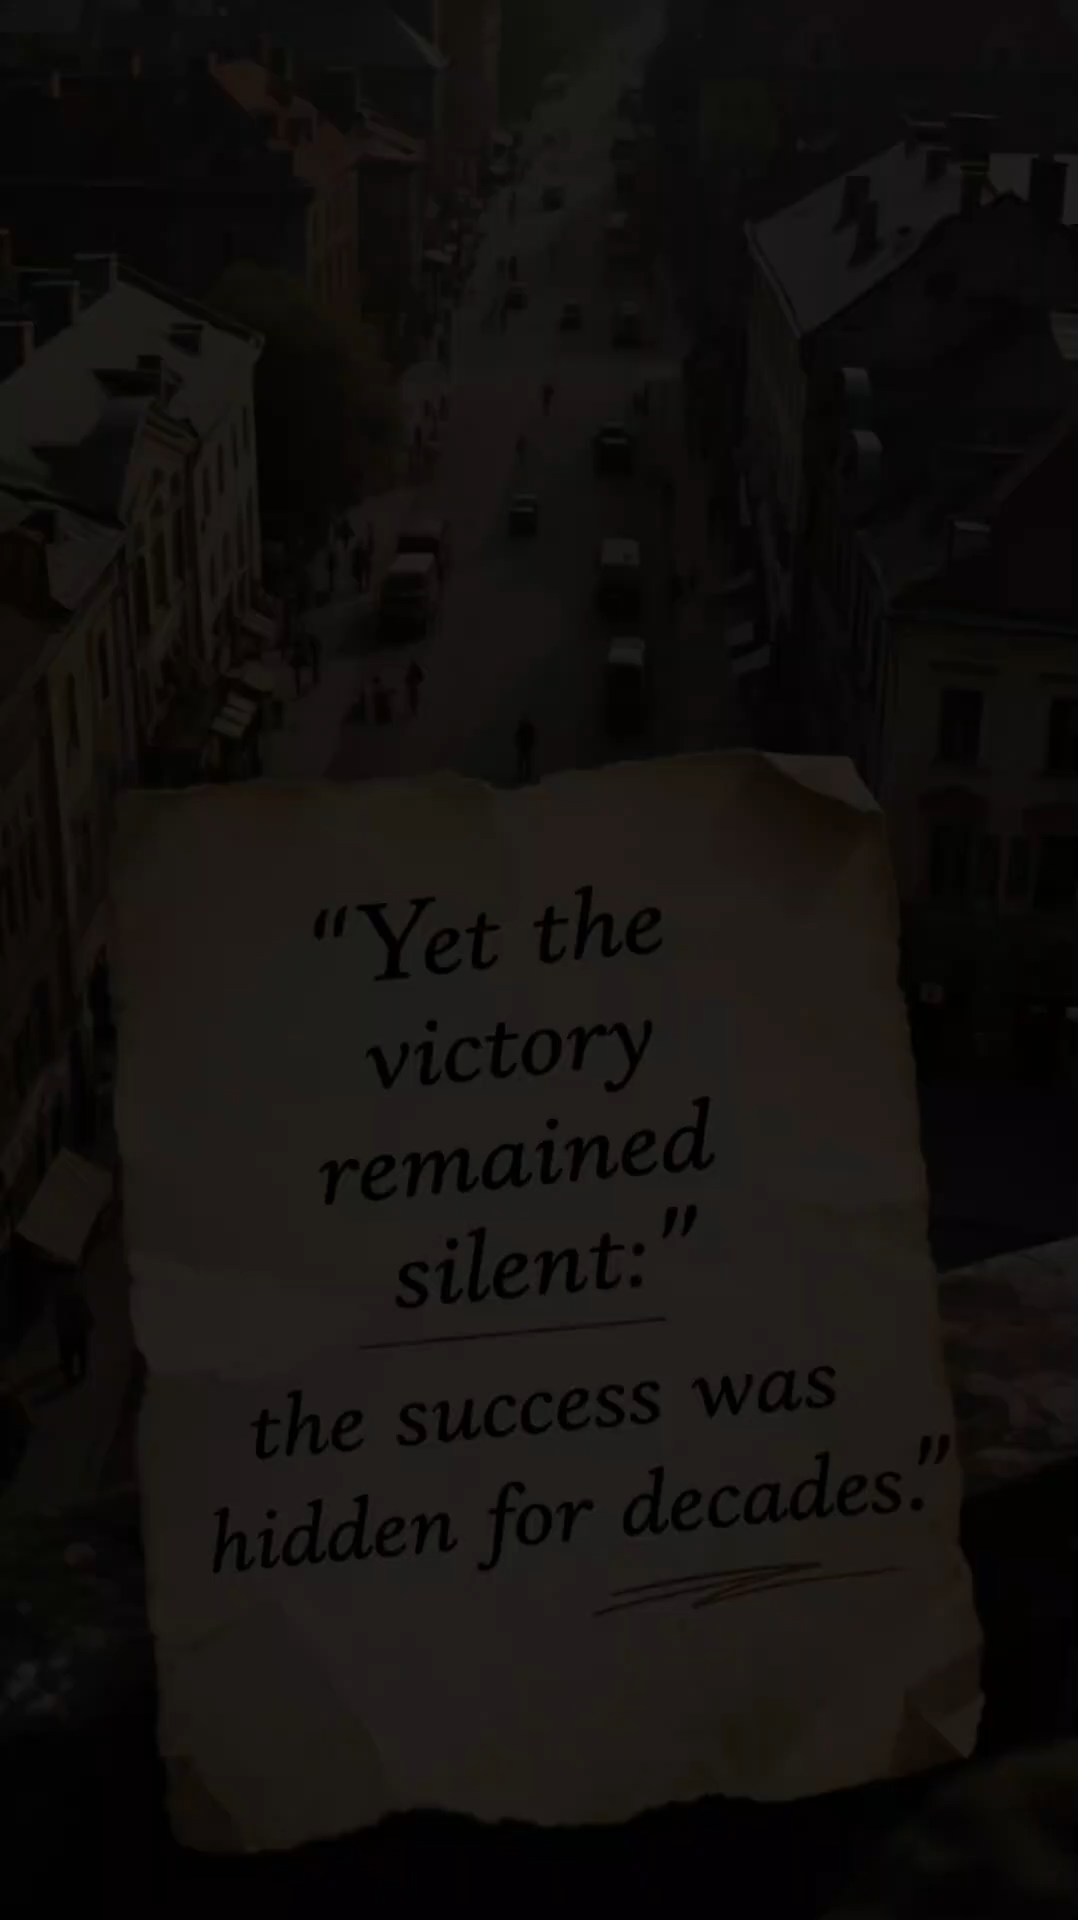 “Yet the
victory
remained
silent:”
the success was
hidden for decades.”